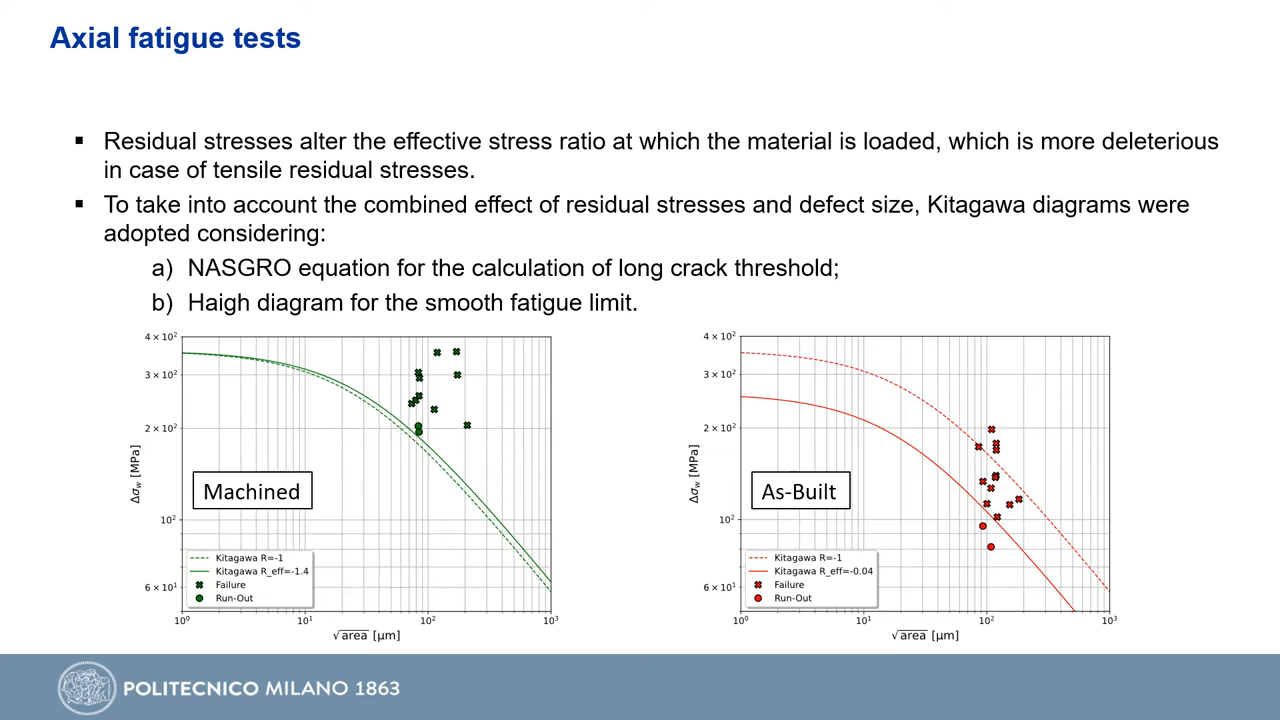 Axial fatigue tests
▪ Residual stresses alter the effective stress ratio at which the material is loaded, which is more deleterious
in case of tensile residual stresses.
▪ To take into account the combined effect of residual stresses and defect size, Kitagawa diagrams were
adopted considering:
a) NASGRO equation for the calculation of long crack threshold;
b) Haigh diagram for the smooth fatigue limit.
4 × 10²
3 × 10²
2 × 10²
10²
6 × 10¹
Δσw [MPa]
Machined
Kitagawa R=-1
Kitagawa R_eff=-1.4
Failure
Run-Out
10⁰ 10¹ 10² 10³
√area [µm]
4 × 10²
3 × 10²
2 × 10²
10²
6 × 10¹
Δσw [MPa]
As-Built
Kitagawa R=-1
Kitagawa R_eff=-0.04
Failure
Run-Out
10⁰ 10¹ 10² 10³
√area [µm]
POLITECNICO MILANO 1863